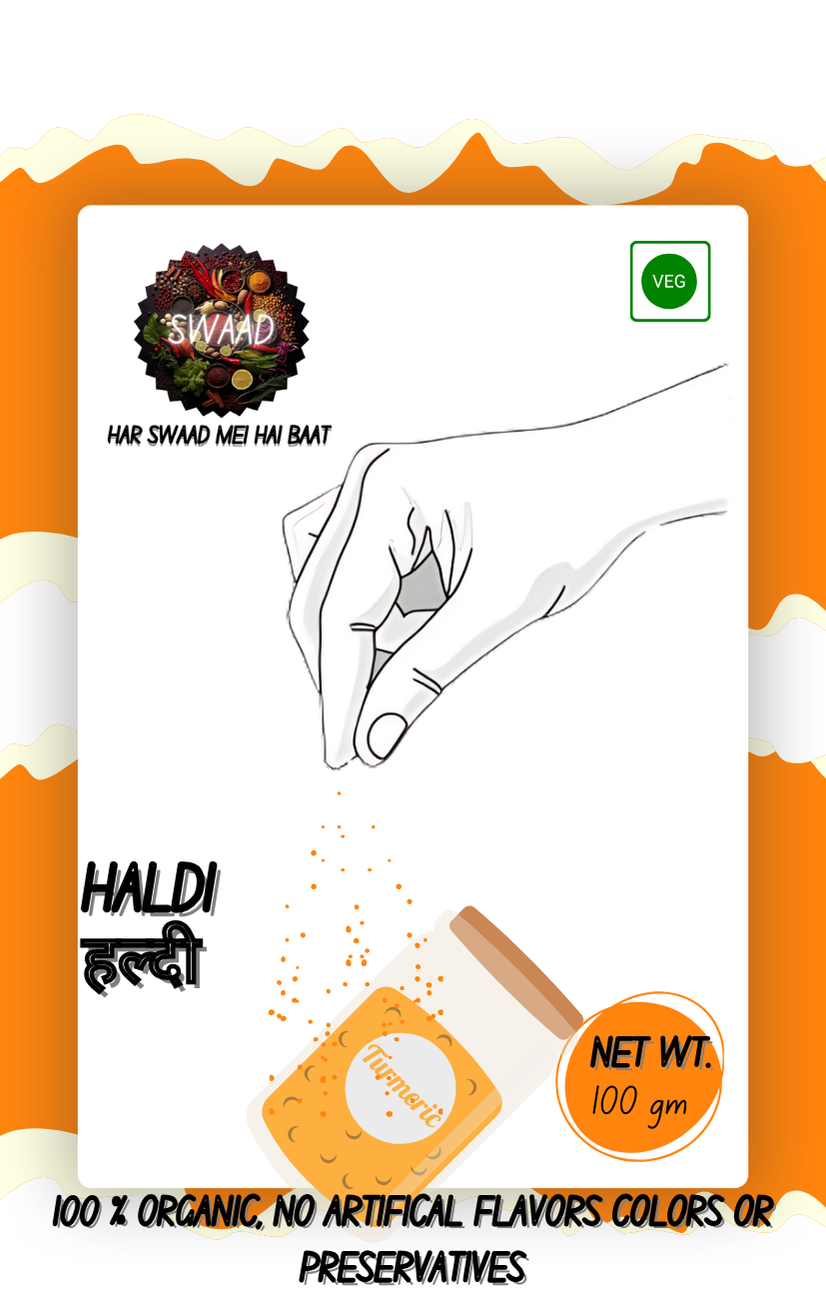 SWAAD
VEG
HAR SWAAD MEI HAI BAAT
HALDI
हल्दी
Turmeric
NET WT.
100 gm
100 % ORGANIC, NO ARTIFICAL FLAVORS COLORS OR
PRESERVATIVES